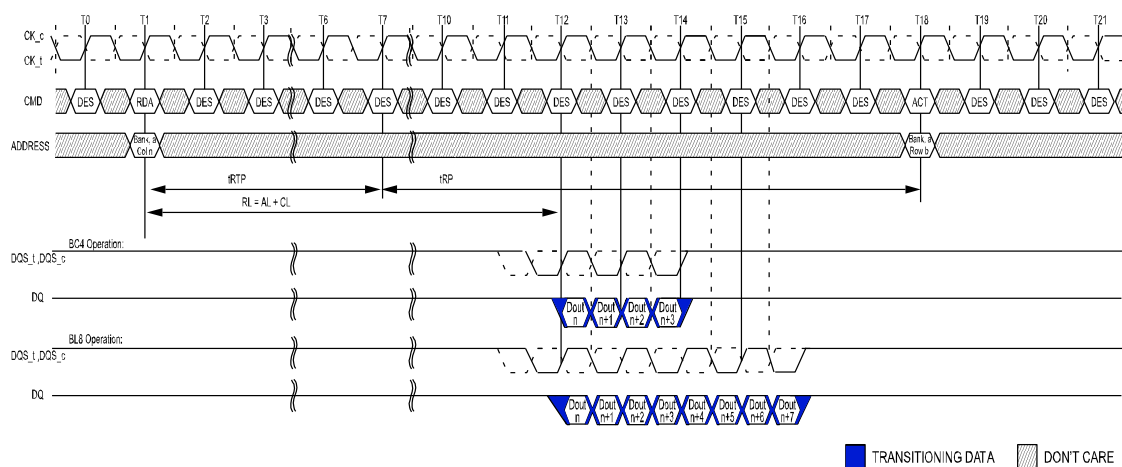 T0 T1 T2 T3 T6 T7 T10 T11 T12 T13 T14 T15 T16 T17 T18 T19 T20 T21
CK_c
CK_t
CMD DES RDA DES DES DES DES DES DES DES DES DES DES DES DES ACT DES DES DES
ADDRESS Bank, a Bank, a
Col n Row b
tRTP tRP
RL = AL + CL
BC4 Operation:
DQS_t ,DQS_c
DQ Dout Dout Dout Dout
n n+1 n+2 n+3
BL8 Operation:
DQS_t ,DQS_c
DQ Dout Dout Dout Dout Dout Dout Dout Dout
n n+1 n+2 n+3 n+4 n+5 n+6 n+7
TRANSITIONING DATA DON'T CARE